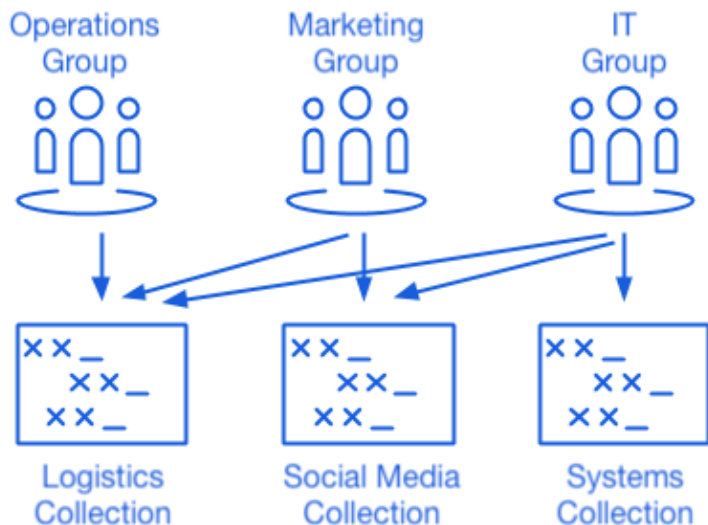 Operations
Group
Marketing
Group
IT
Group
Logistics
Collection
Social Media
Collection
Systems
Collection